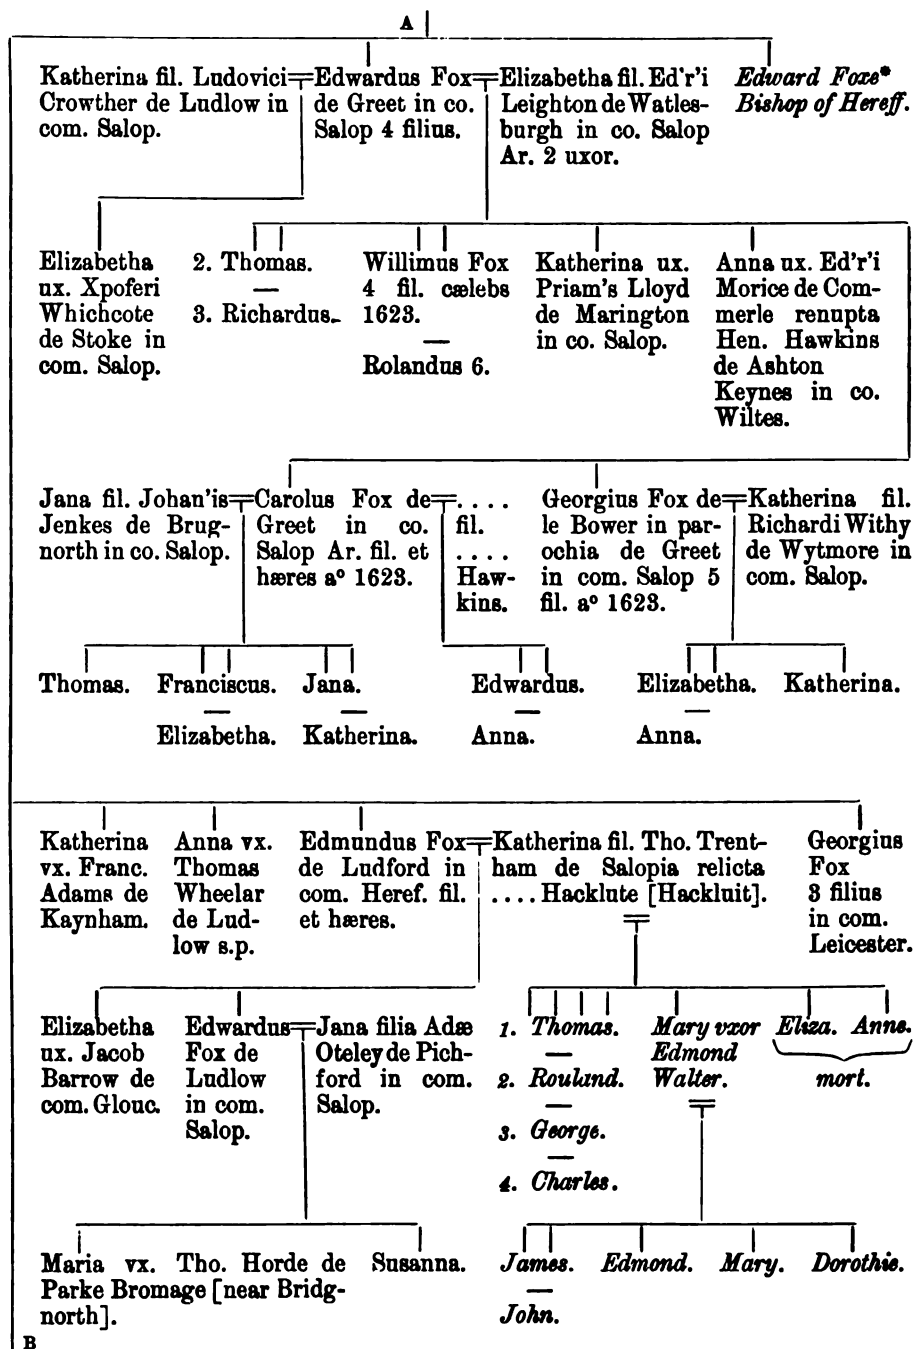 A
Katherina fil. Ludovici
Crowther de Ludlow in
com. Salop.
Edwardus Fox
de Greet in co.
Salop 4 filius.
Elizabetha fil. Ed'r'i
Leighton de Watles-
burgh in co. Salop
Ar. 2 uxor.
Edward Foxe*
Bishop of Hereff.
Elizabetha
ux. Xpoferi
Whichcote
de Stoke in
com. Salop.
2. Thomas.
—
3. Richardus.
Willimus Fox
4 fil. cælebs
1623.
—
Rolandus 6.
Katherina ux.
Priam's Lloyd
de Marington
in co. Salop.
Anna ux. Ed'r'i
Morice de Com-
merle renupta
Hen. Hawkins
de Ashton
Keynes in co.
Wiltes.
Jana fil. Johan'is
Jenkes de Brug-
north in co. Salop.
Carolus Fox de
Greet in co.
Salop Ar. fil. et
hæres aº 1623.
....
fil.
....
Haw-
kins.
Georgius Fox de
le Bower in par-
ochia de Greet
in com. Salop 5
fil. aº 1623.
Katherina fil.
Richardi Withy
de Wytmore in
com. Salop.
Thomas.
Franciscus.
—
Elizabetha.
Jana.
—
Katherina.
Edwardus.
—
Anna.
Elizabetha.
—
Anna.
Katherina.
Katherina
vx. Franc.
Adams de
Kaynham.
Anna vx.
Thomas
Wheelar
de Lud-
low s.p.
Edmundus Fox
de Ludford in
com. Heref. fil.
et hæres.
Katherina fil. Tho. Trent-
ham de Salopia relicta
.... Hacklute [Hackluit].
Georgius
Fox
3 filius
in com.
Leicester.
Elizabetha
ux. Jacob
Barrow de
com. Glouc.
Edwardus
Fox de
Ludlow
in com.
Salop.
Jana filia Adæ
Oteley de Pich-
ford in com.
Salop.
1. Thomas.
—
2. Rouland.
—
3. George.
—
4. Charles.
Mary vxor
Edmond
Walter.
Eliza. Anne.
mort.
Maria vx. Tho. Horde de
Parke Bromage [near Bridg-
north].
Susanna.
James.
—
John.
Edmond.
Mary.
Dorothie.
B